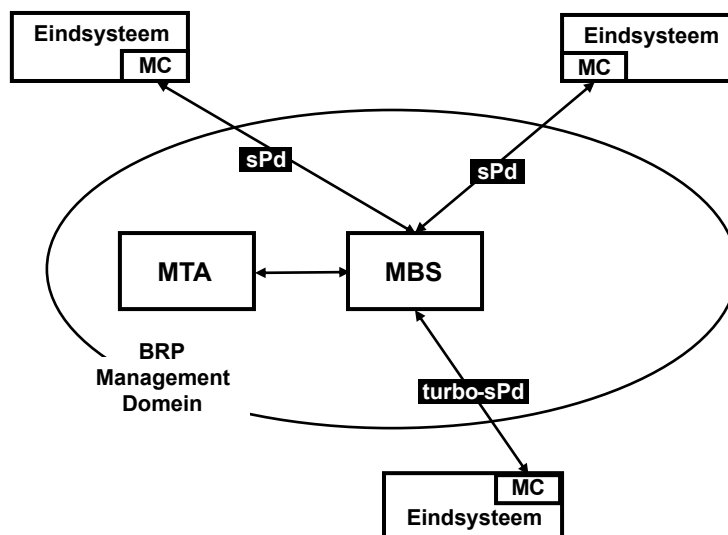 Eindsysteem
MC
Eindsysteem
MC
sPd
sPd
MTA
MBS
BRP
Management
Domein
turbo-sPd
MC
Eindsysteem